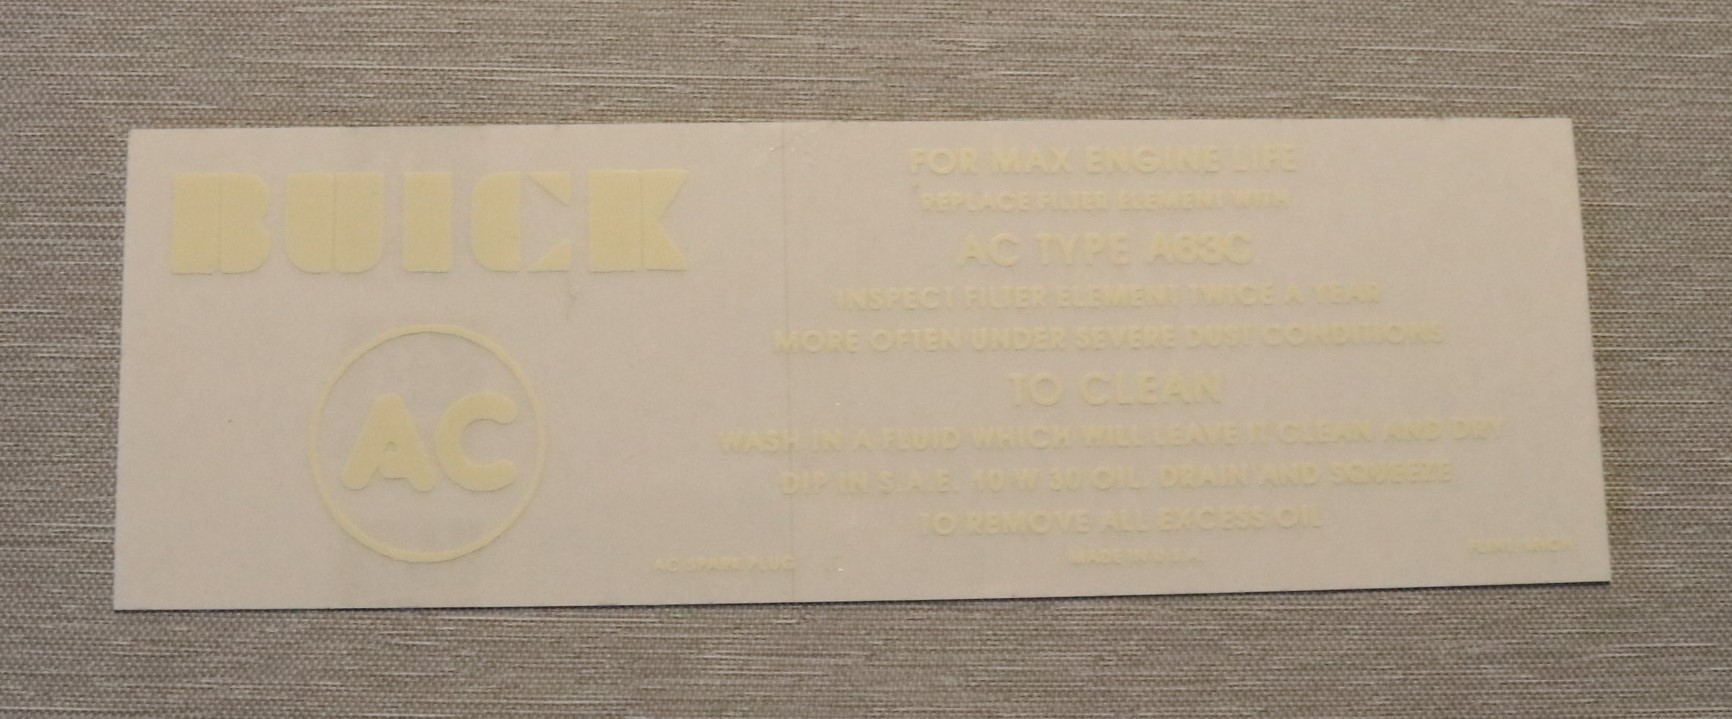 BUICK
AC
AC SPARK PLUG
FOR MAX ENGINE LIFE
REPLACE FILTER ELEMENT WITH
AC TYPE A83C
INSPECT FILTER ELEMENT TWICE A YEAR
MORE OFTEN UNDER SEVERE DUST CONDITIONS
TO CLEAN
WASH IN A FLUID WHICH WILL LEAVE IT CLEAN AND DRY
DIP IN S.A.E. 10 W 30 OIL. DRAIN AND SQUEEZE
TO REMOVE ALL EXCESS OIL
MADE IN U.S.A.
FLINT, MICH.